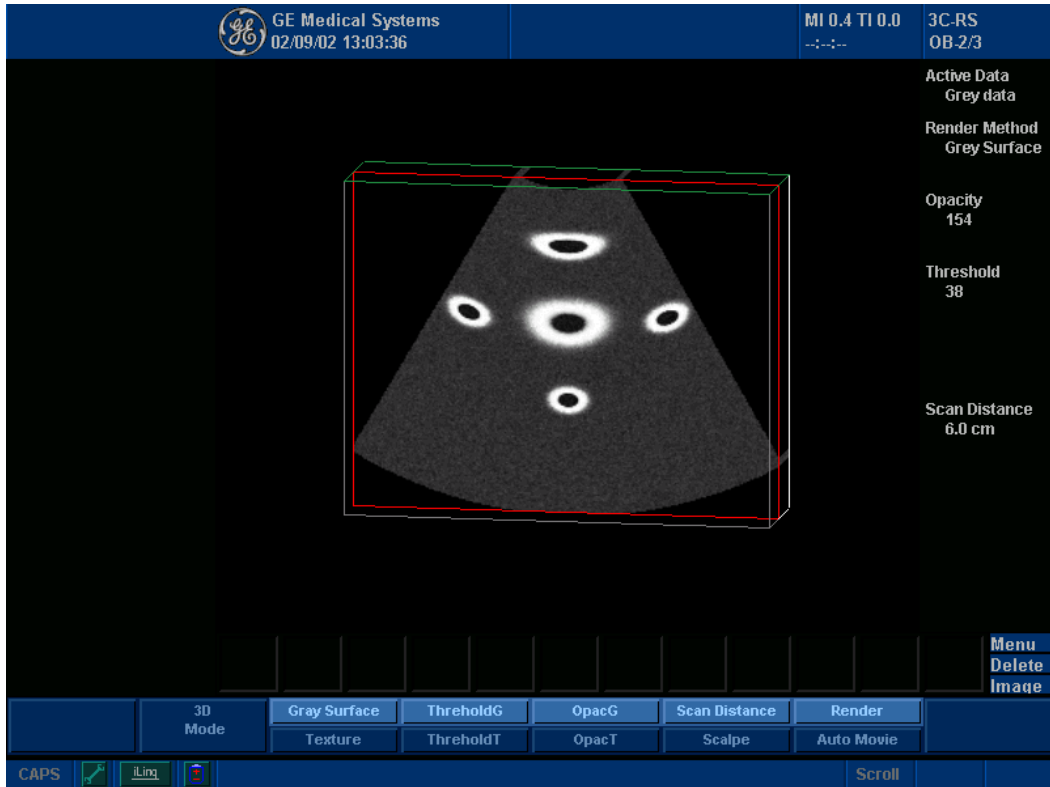 GE Medical Systems
02/09/02 13:03:36
MI 0.4 TI 0.0
--:--:--
3C-RS
OB-2/3
Active Data
Grey data
Render Method
Grey Surface
Opacity
154
Threshold
38
Scan Distance
6.0 cm
Menu
Delete
Image
3D
Mode
Gray Surface
ThreholdG
OpacG
Scan Distance
Render
Texture
ThreholdT
OpacT
Scalpe
Auto Movie
CAPS
iLinq
Scroll